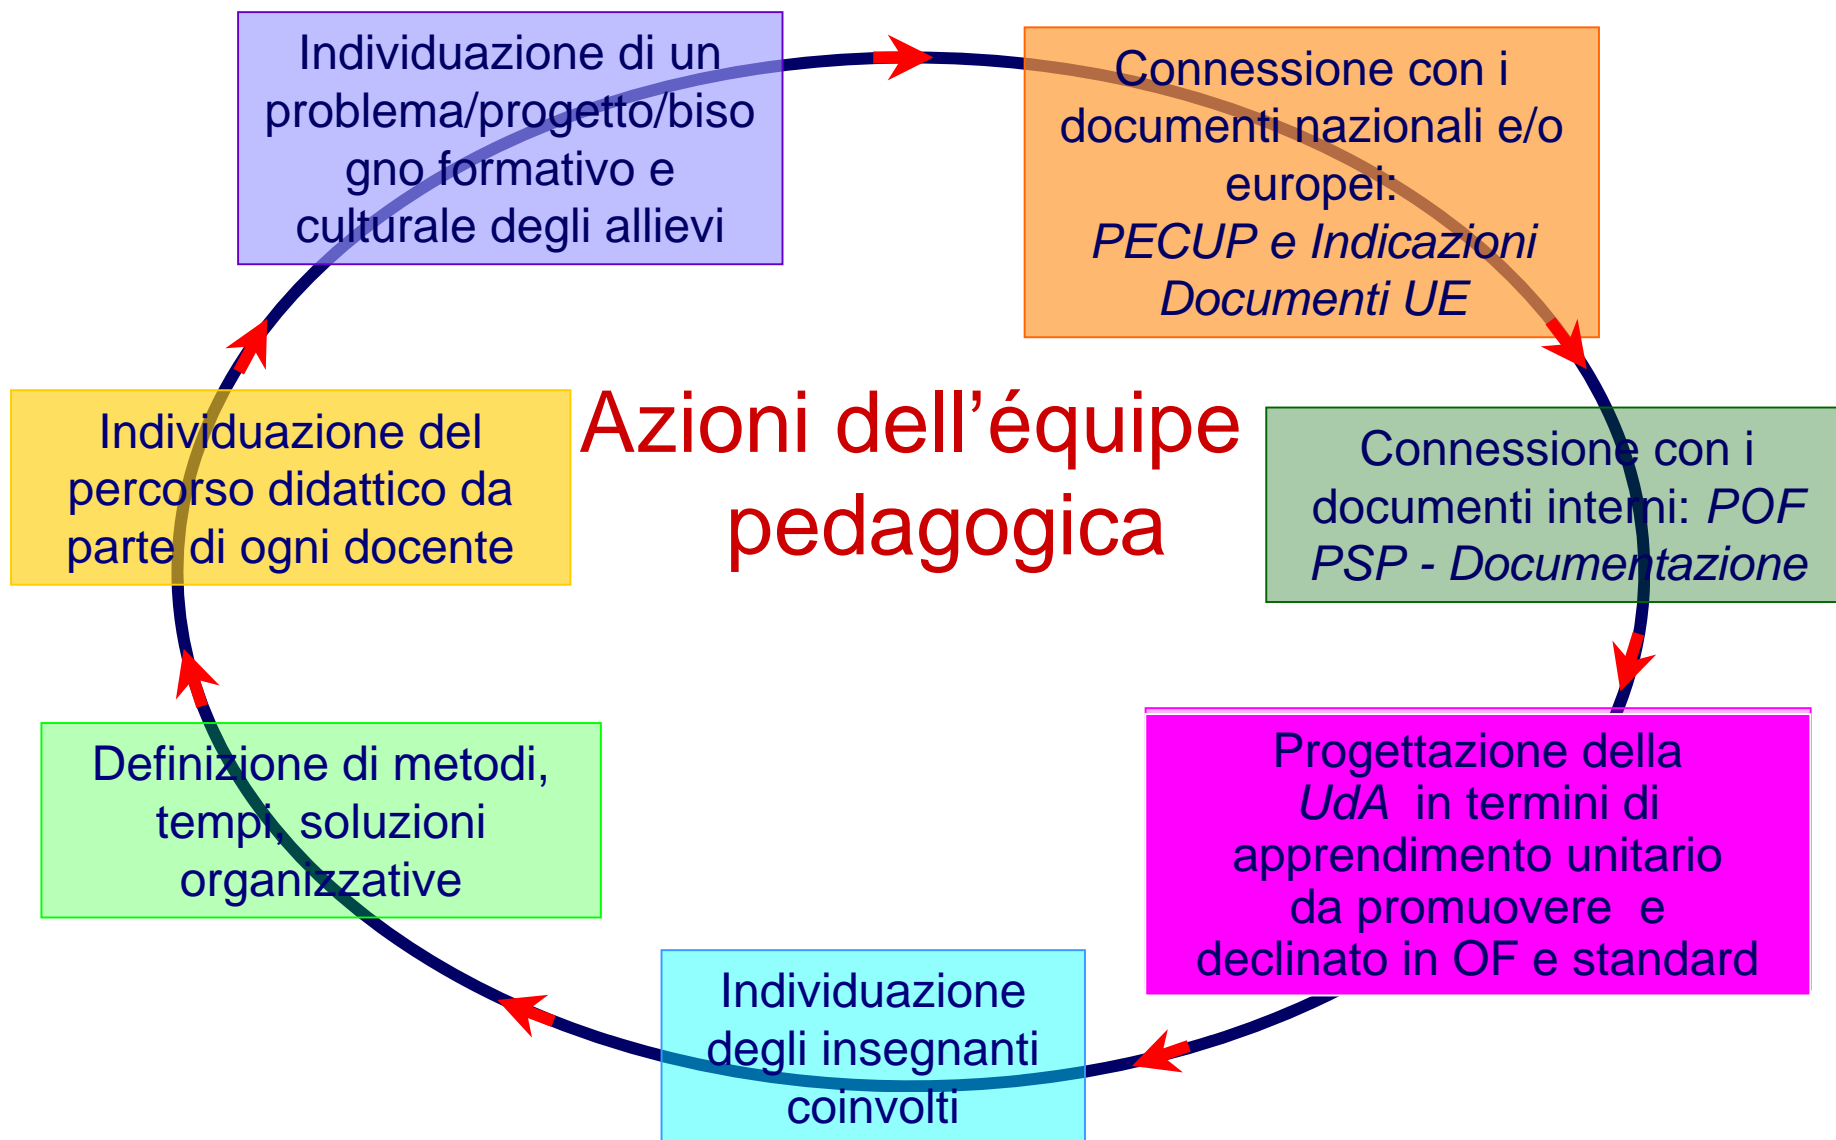 Individuazione di un
problema/progetto/biso
gno formativo e
culturale degli allievi
Connessione con i
documenti nazionali e/o
europei:
PECUP e Indicazioni
Documenti UE
Azioni dell’équipe
pedagogica
Individuazione del
percorso didattico da
parte di ogni docente
Connessione con i
documenti interni: POF
PSP - Documentazione
Definizione di metodi,
tempi, soluzioni
organizzative
Progettazione della
UdA in termini di
apprendimento unitario
da promuovere e
declinato in OF e standard
Individuazione
degli insegnanti
coinvolti